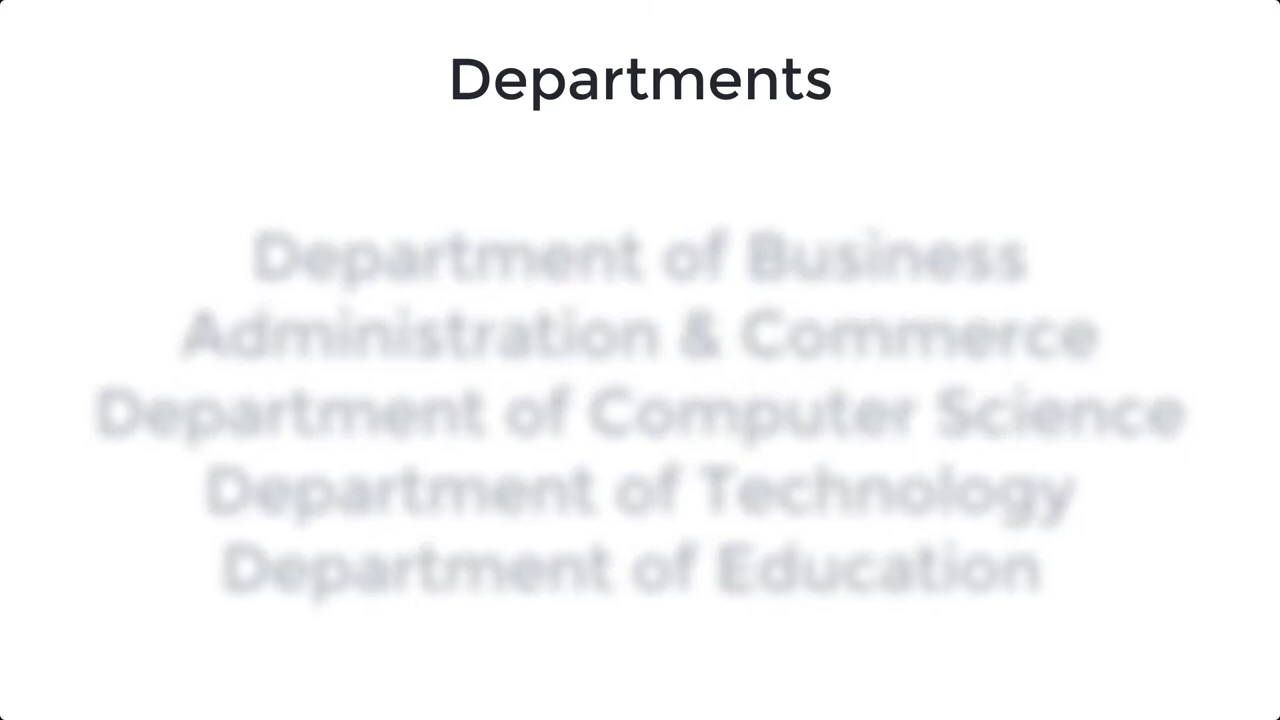 Departments
Department of Business
Administration & Commerce
Department of Computer Science
Department of Technology
Department of Education